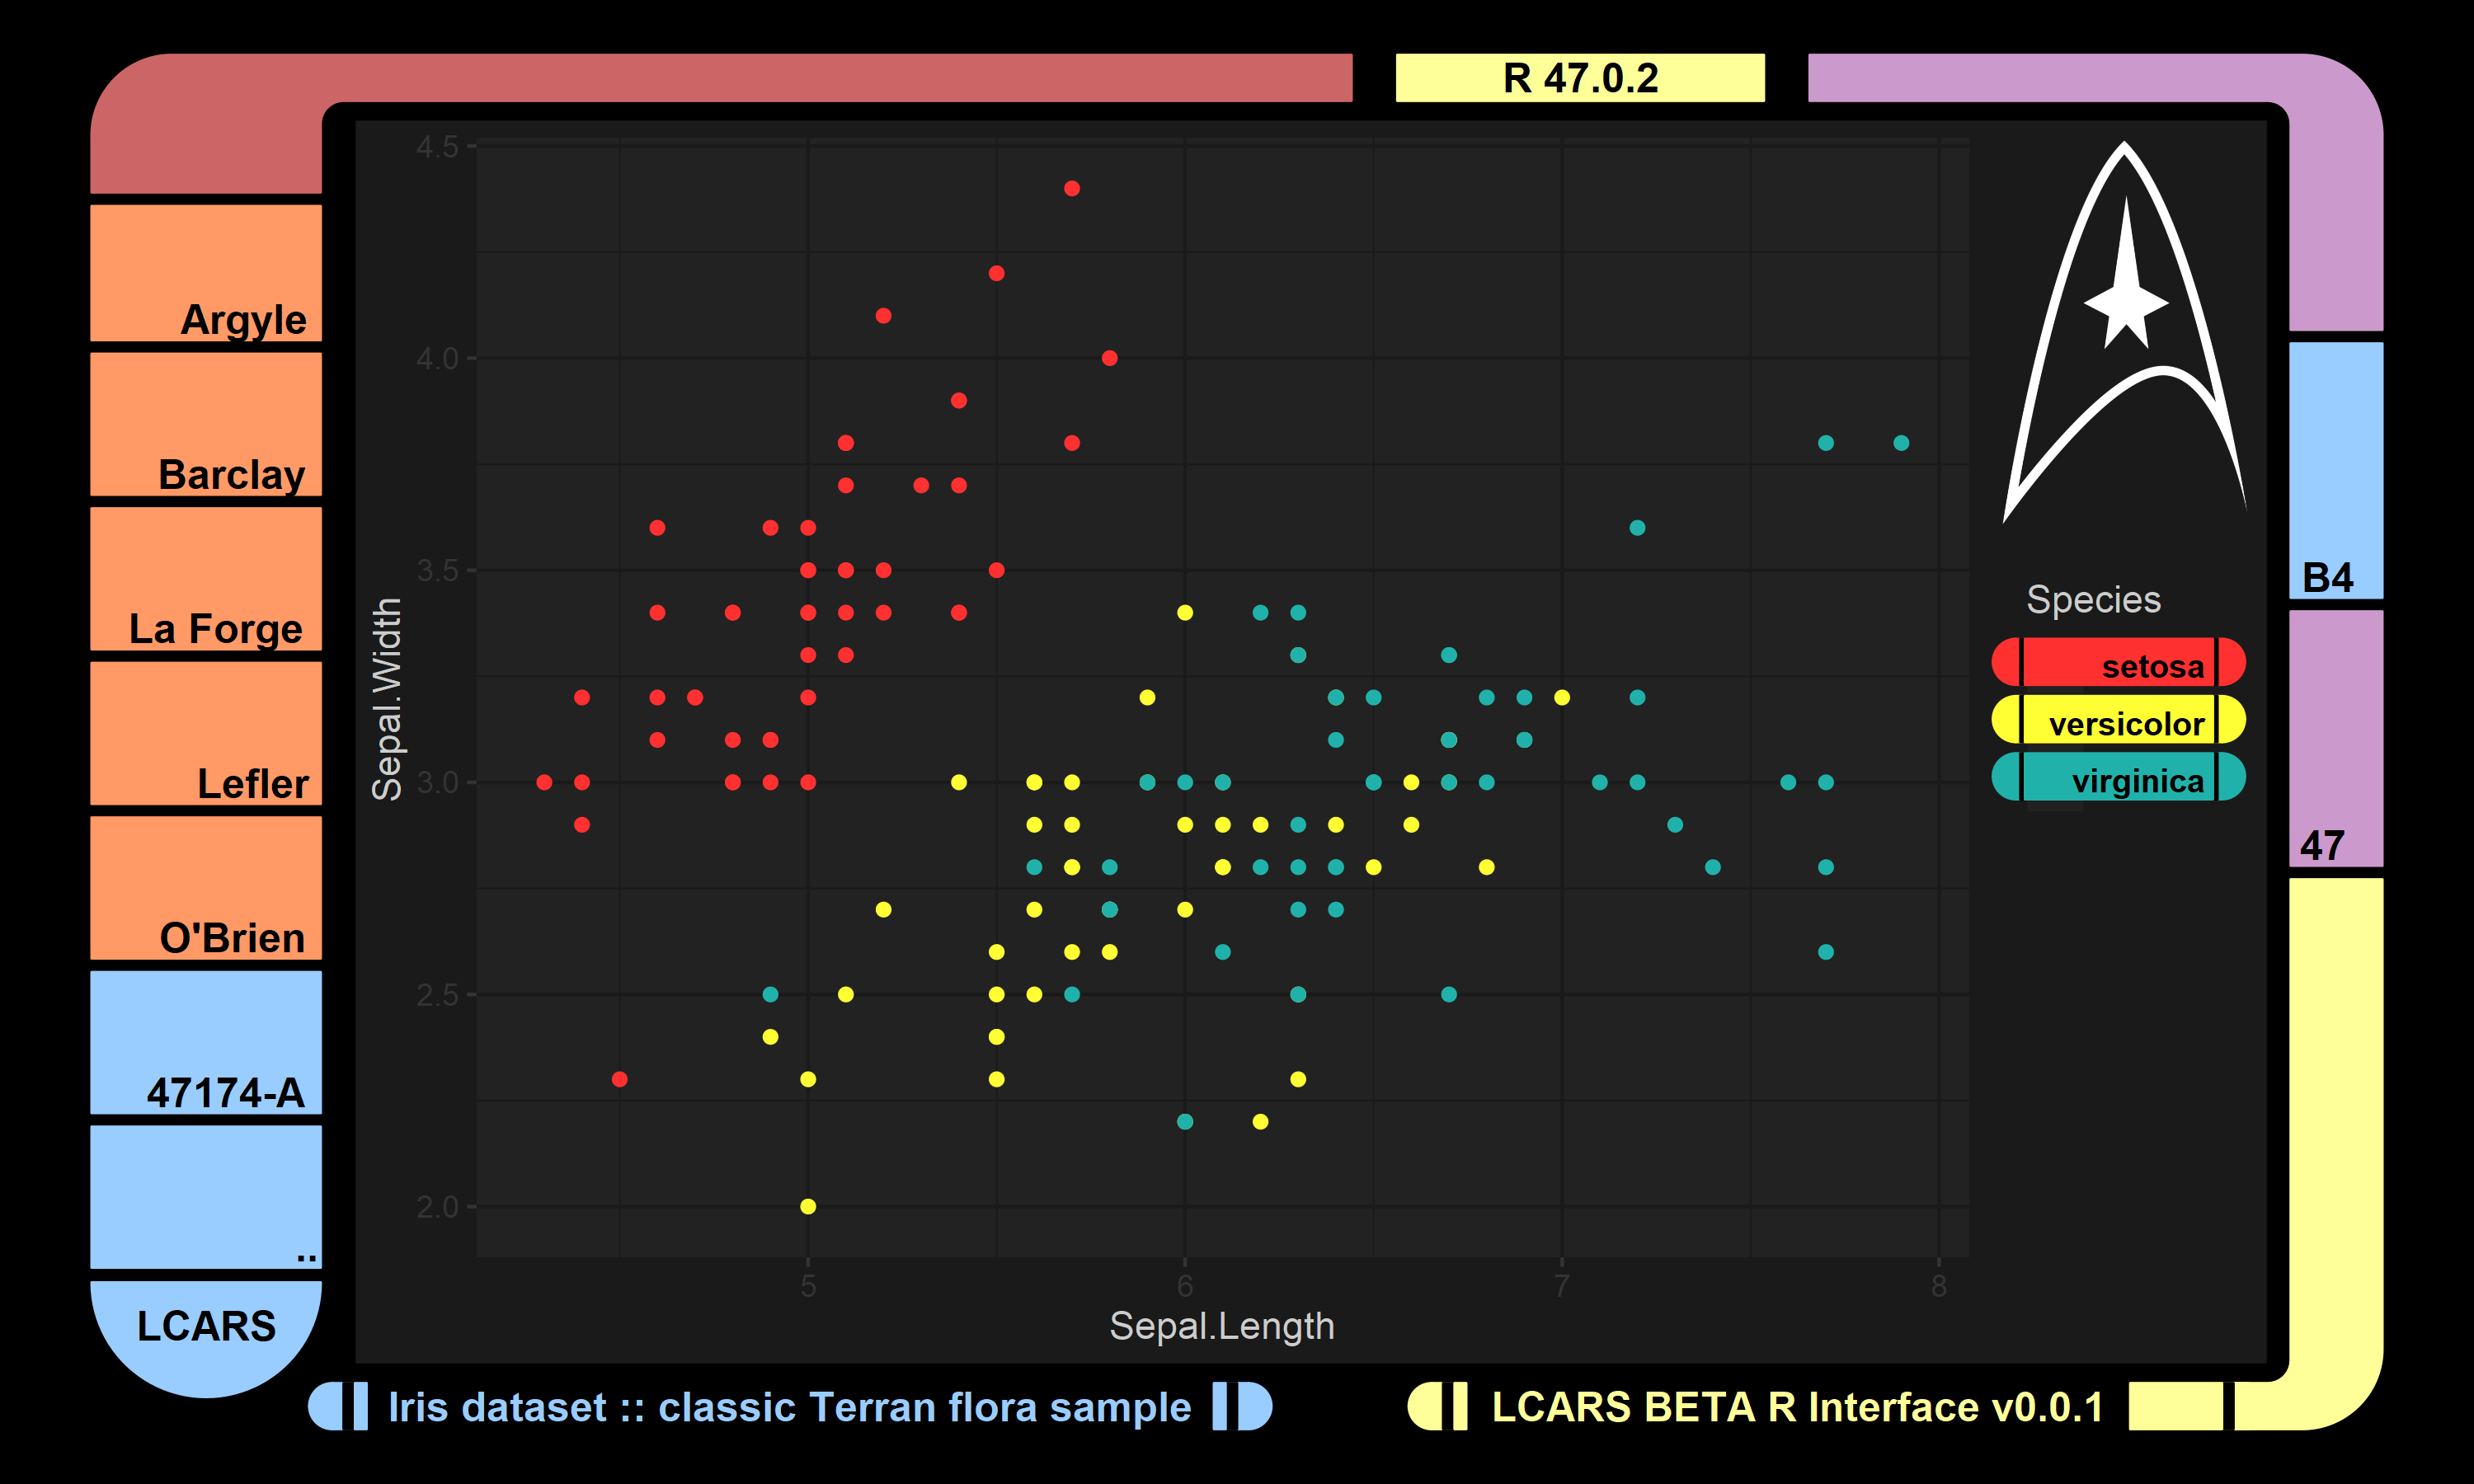 R 47.0.2
Argyle
Barclay
La Forge
Lefler
O'Brien
47174-A
..
LCARS
4.5
4.0
3.5
3.0
2.5
2.0
Sepal.Width
5 6 7 8
Sepal.Length
Species
setosa
versicolor
virginica
B4
47
Iris dataset :: classic Terran flora sample
LCARS BETA R Interface v0.0.1